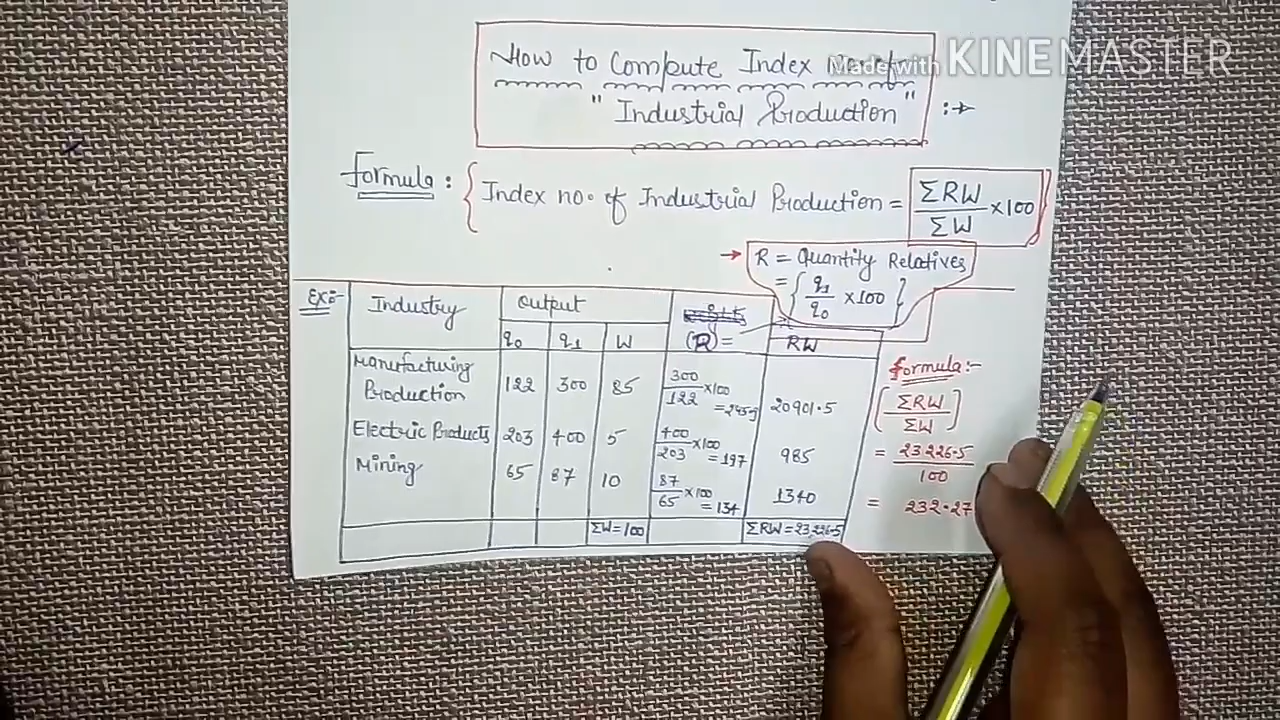 Made with KINEMASTER
How to Compute Index no. of
"Industrial Production" :→
Formula : { Index no. of Industrial Production = ΣRW/ΣW ×100 }
→ R = Quantity Relatives
= { q1/q0 ×100 }
Ex:- Industry Output
q0 q1 W (R) = RW
Manufacturing
Production 122 300 85 300/122 ×100 = 245.9 20901.5
Electric Products 203 400 5 400/203 ×100 = 197 985
Mining 65 87 10 87/65 ×100 = 134 1340
ΣW = 100 ΣRW = 23,226.5
formula:-
[ΣRW/ΣW]
= 23226.5/100
= 232.27